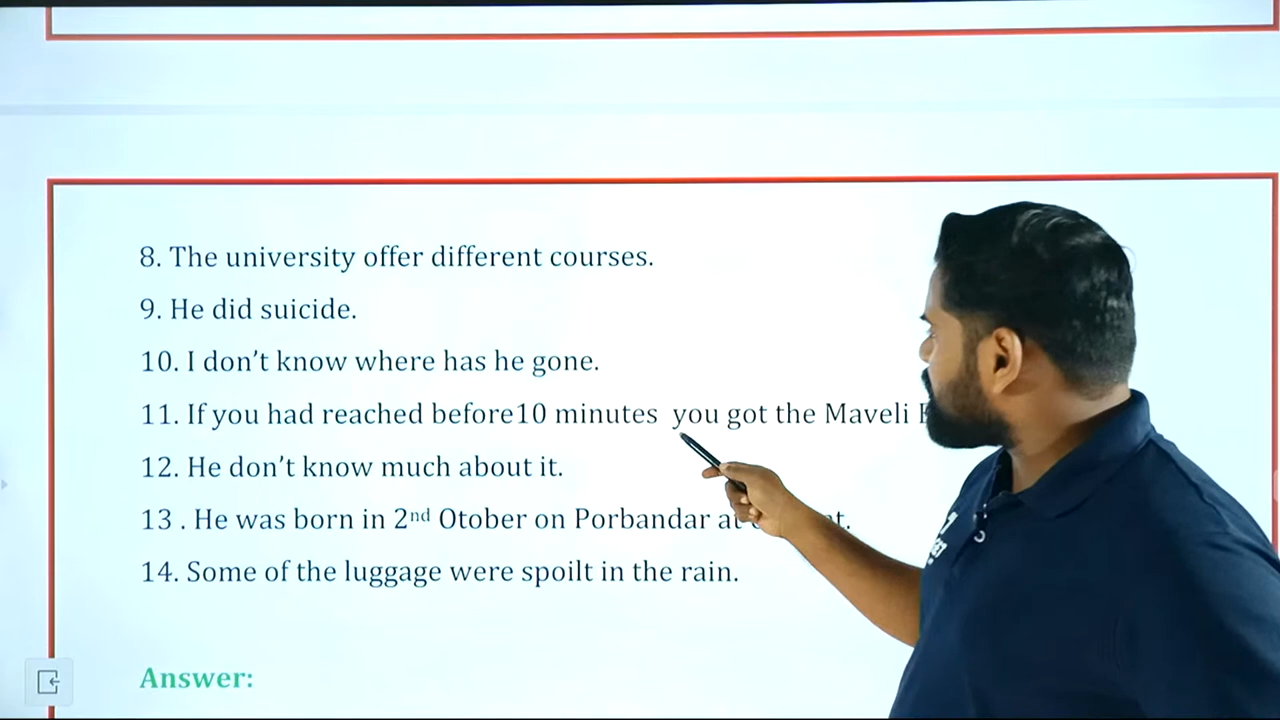 8. The university offer different courses.
9. He did suicide.
10. I don't know where has he gone.
11. If you had reached before10 minutes you got the Maveli
12. He don't know much about it.
13 . He was born in 2nd Otober on Porbandar at
14. Some of the luggage were spoilt in the rain.
Answer: